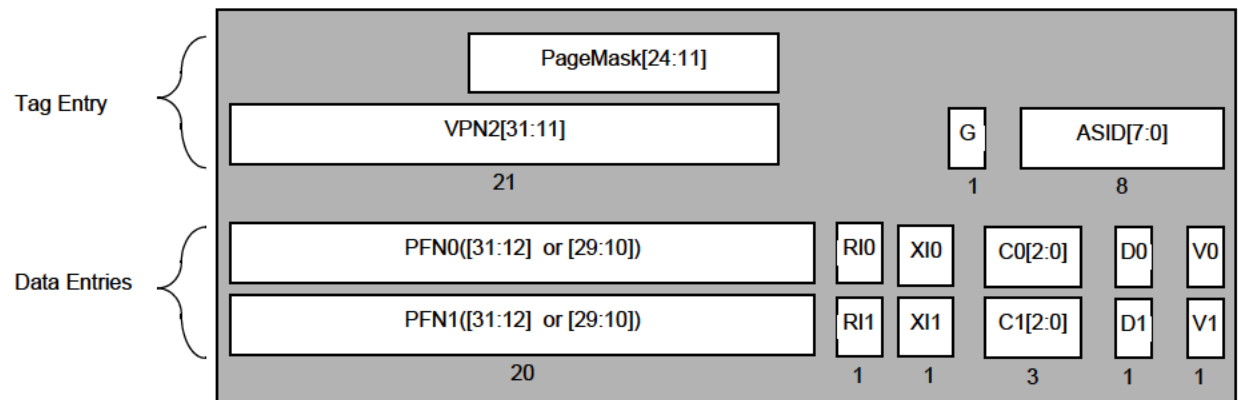 PageMask[24:11]
Tag Entry
VPN2[31:11]
G
ASID[7:0]
21
1
8
PFN0([31:12] or [29:10])
RI0
XI0
C0[2:0]
D0
V0
Data Entries
PFN1([31:12] or [29:10])
RI1
XI1
C1[2:0]
D1
V1
20
1
1
3
1
1